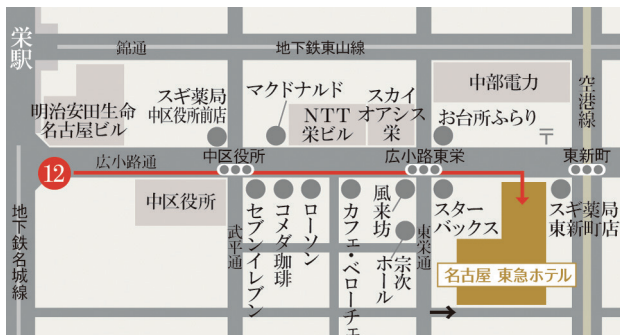 栄駅
錦通
地下鉄東山線
空港線
明治安田生命
名古屋ビル
スギ薬局
中区役所前店
マクドナルド
NTT
栄ビル
スカイ
オアシス
栄
中部電力
お台所ふらり
〒
12
広小路通
中区役所
広小路東栄
東新町
中区役所
武平通
セブンイレブン
コメダ珈琲
ローソン
カフェ・ベローチェ
風来坊
宗次
ホール
東栄通
スター
バックス
スギ薬局
東新町店
名古屋 東急ホテル
地下鉄名城線
→